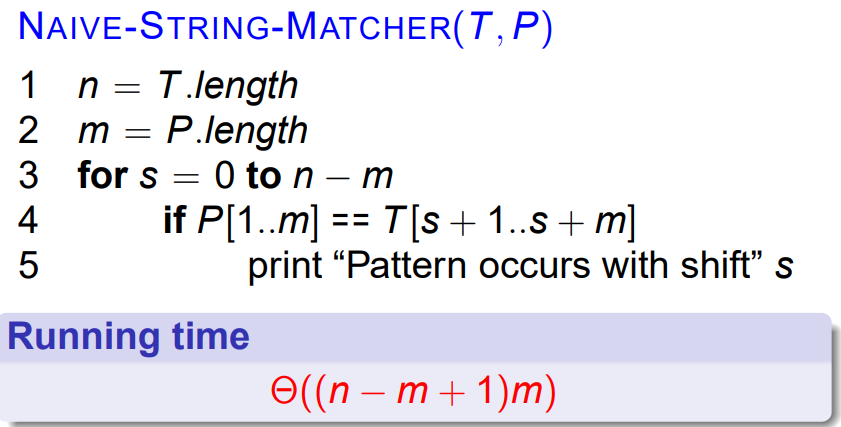 NAIVE-STRING-MATCHER(T, P)
1 n = T.length
2 m = P.length
3 for s = 0 to n − m
4 if P[1..m] == T[s + 1..s + m]
5 print “Pattern occurs with shift” s
Running time
Θ((n − m + 1)m)